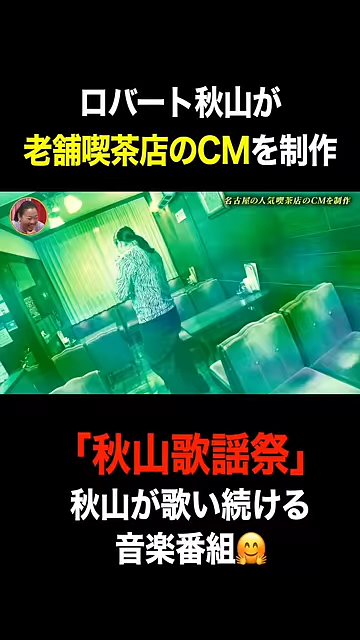 ロバート秋山が
老舗喫茶店のCMを制作
名古屋の人気喫茶店のCMを制作
「秋山歌謡祭」
秋山が歌い続ける
音楽番組🤗